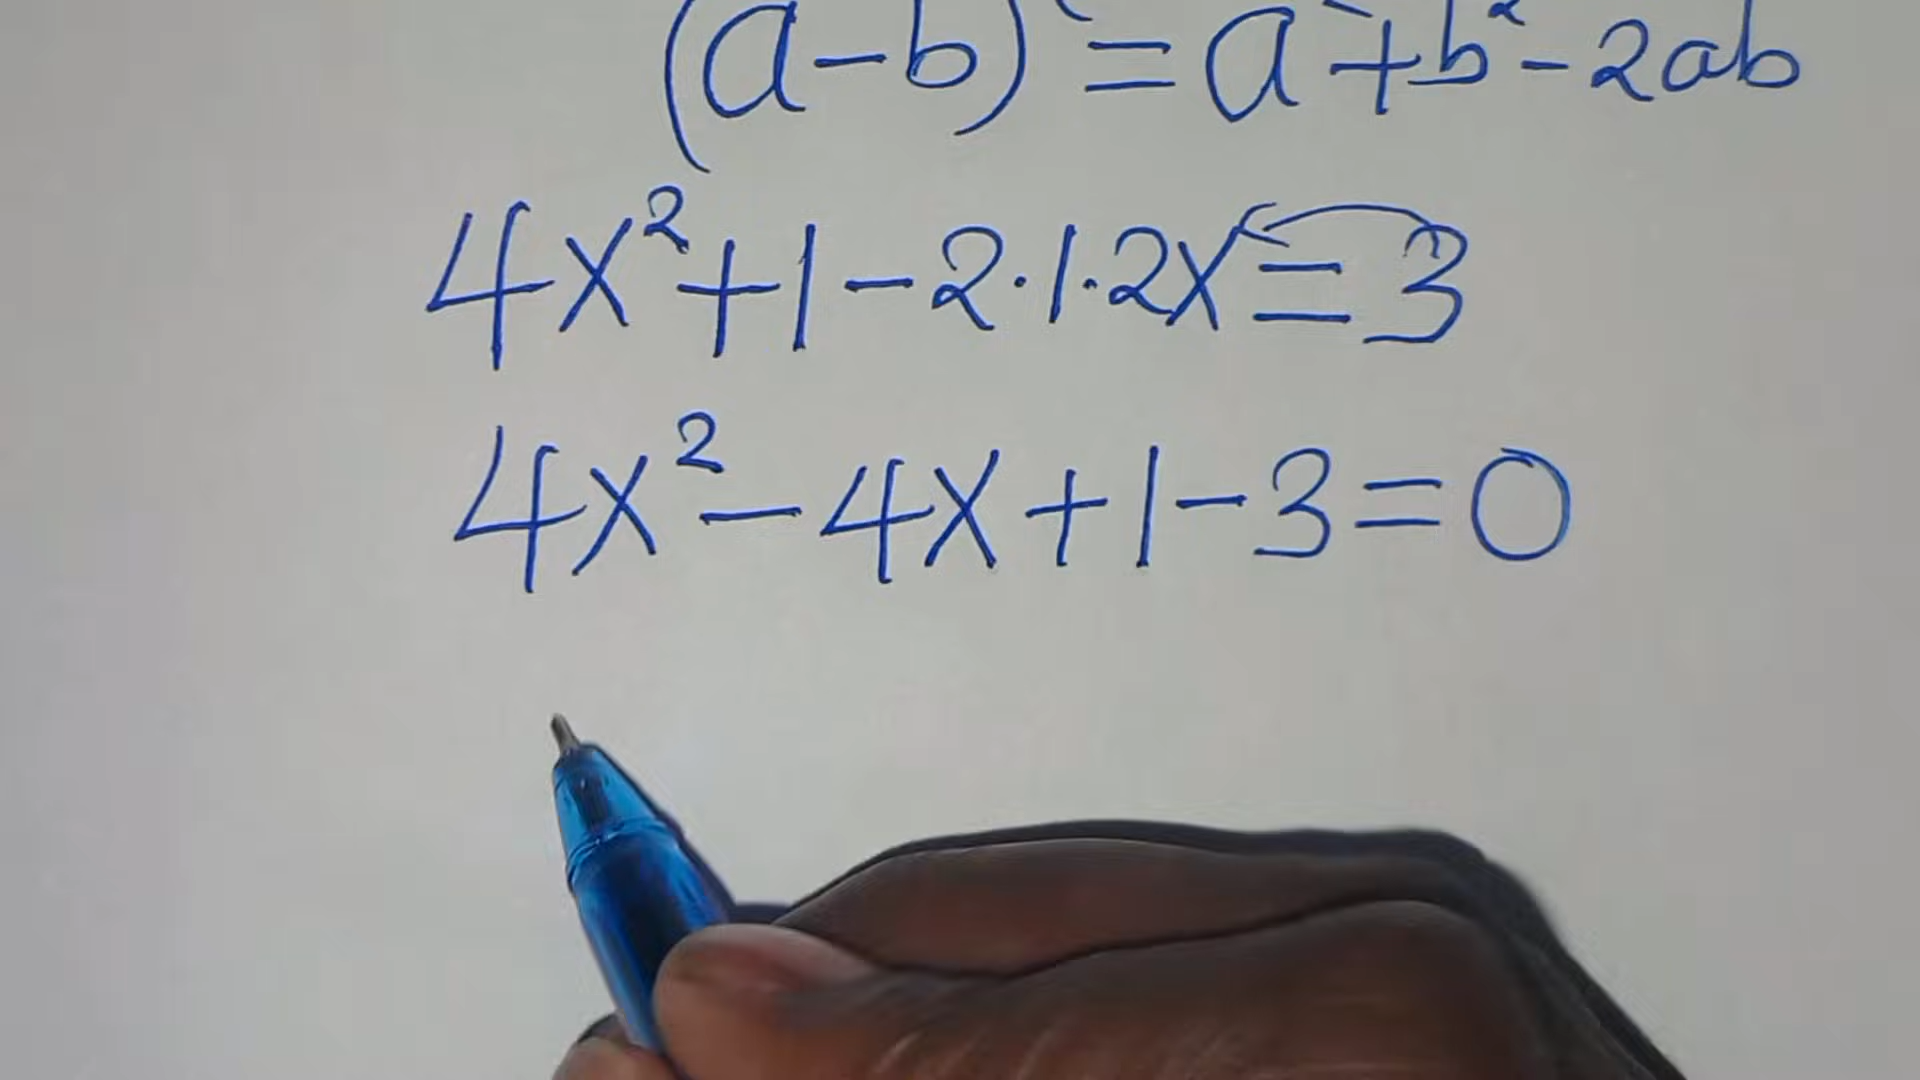 (a-b)² = a²+b²-2ab
4x²+1-2·1·2x=3
4x²-4x+1-3=0